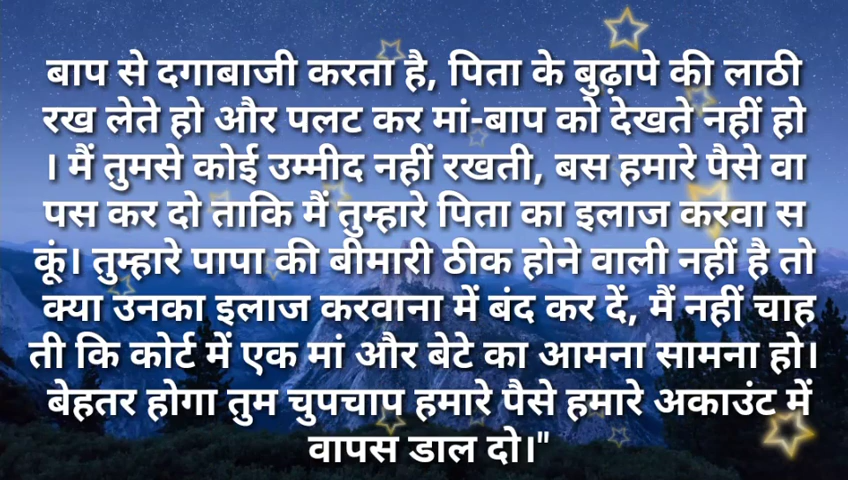 बाप से दगाबाजी करता है, पिता के बुढ़ापे की लाठी
रख लेते हो और पलट कर मां-बाप को देखते नहीं हो
। मैं तुमसे कोई उम्मीद नहीं रखती, बस हमारे पैसे वा
पस कर दो ताकि मैं तुम्हारे पिता का इलाज करवा स
कूं। तुम्हारे पापा की बीमारी ठीक होने वाली नहीं है तो
क्या उनका इलाज करवाना में बंद कर दें, मैं नहीं चाह
ती कि कोर्ट में एक मां और बेटे का आमना सामना हो।
बेहतर होगा तुम चुपचाप हमारे पैसे हमारे अकाउंट में
वापस डाल दो।"